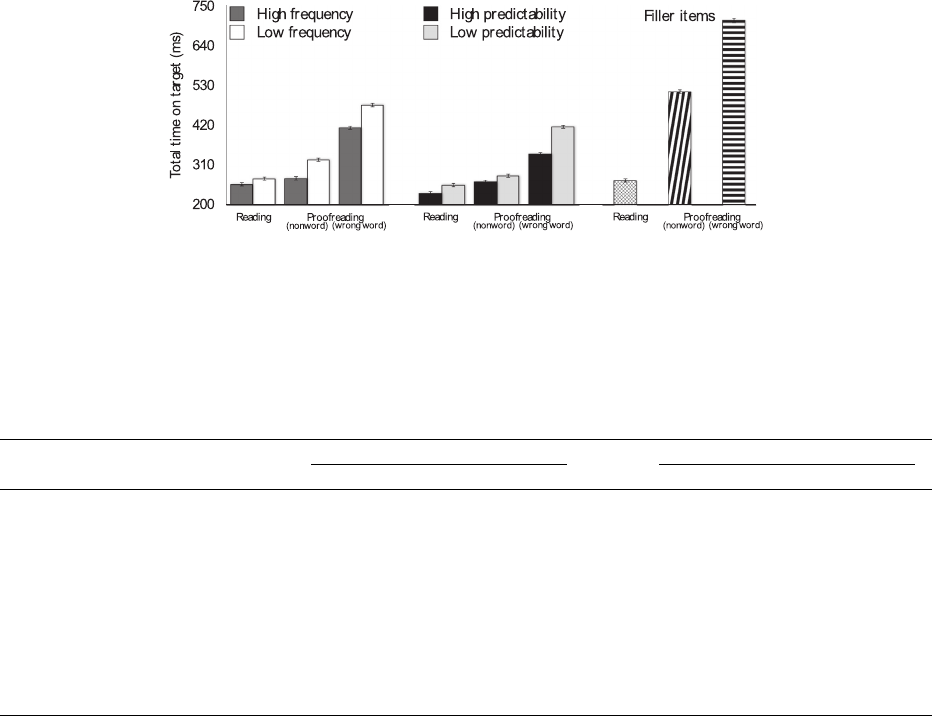 Total time on target (ms)
750
640
530
420
310
200
High frequency
Low frequency
High predictability
Low predictability
Filler items
Reading
Proofreading
(nonword) (wrong word)
Reading
Proofreading
(nonword) (wrong word)
Reading
Proofreading
(nonword) (wrong word)